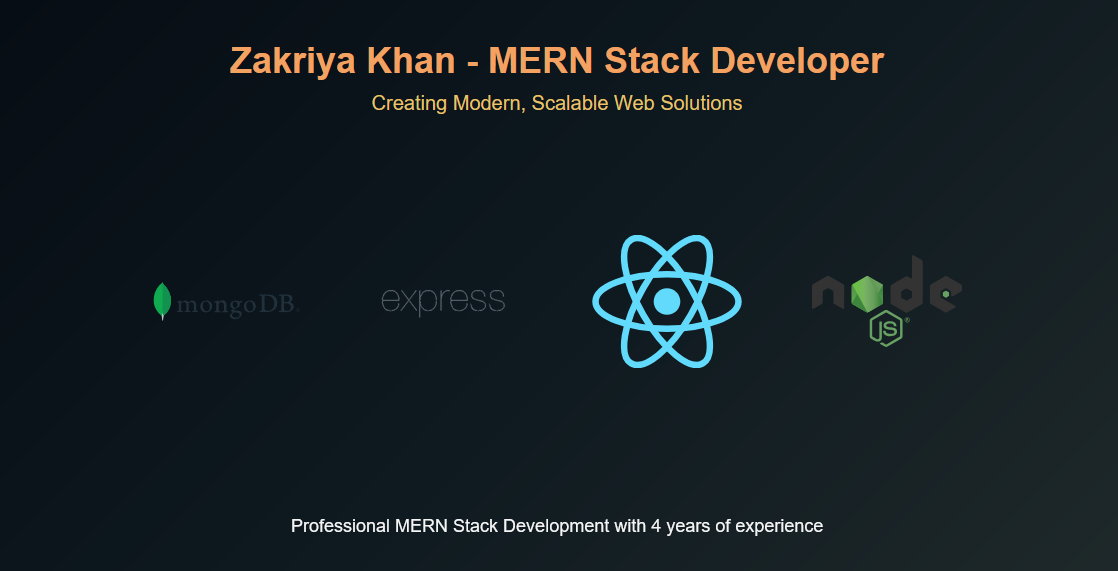 Zakriya Khan - MERN Stack Developer
Creating Modern, Scalable Web Solutions
mongoDB.
express
node
JS
Professional MERN Stack Development with 4 years of experience